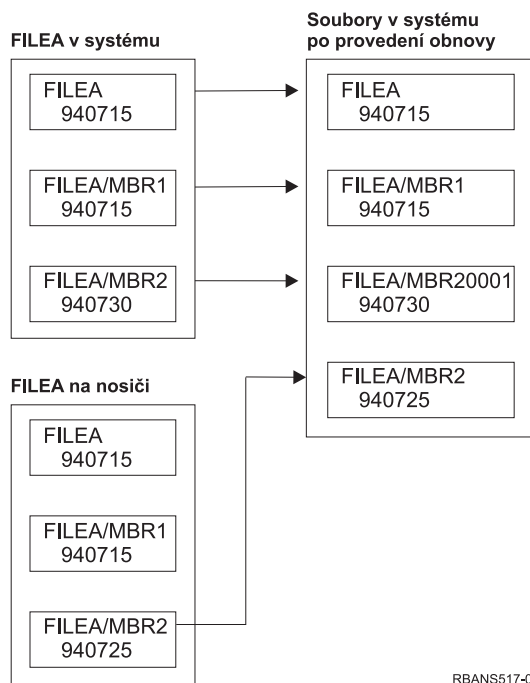 FILEA v systému
FILEA
940715
FILEA/MBR1
940715
FILEA/MBR2
940730
FILEA na nosiči
FILEA
940715
FILEA/MBR1
940715
FILEA/MBR2
940725
Soubory v systému
po provedení obnovy
FILEA
940715
FILEA/MBR1
940715
FILEA/MBR20001
940730
FILEA/MBR2
940725
RBANS517-0